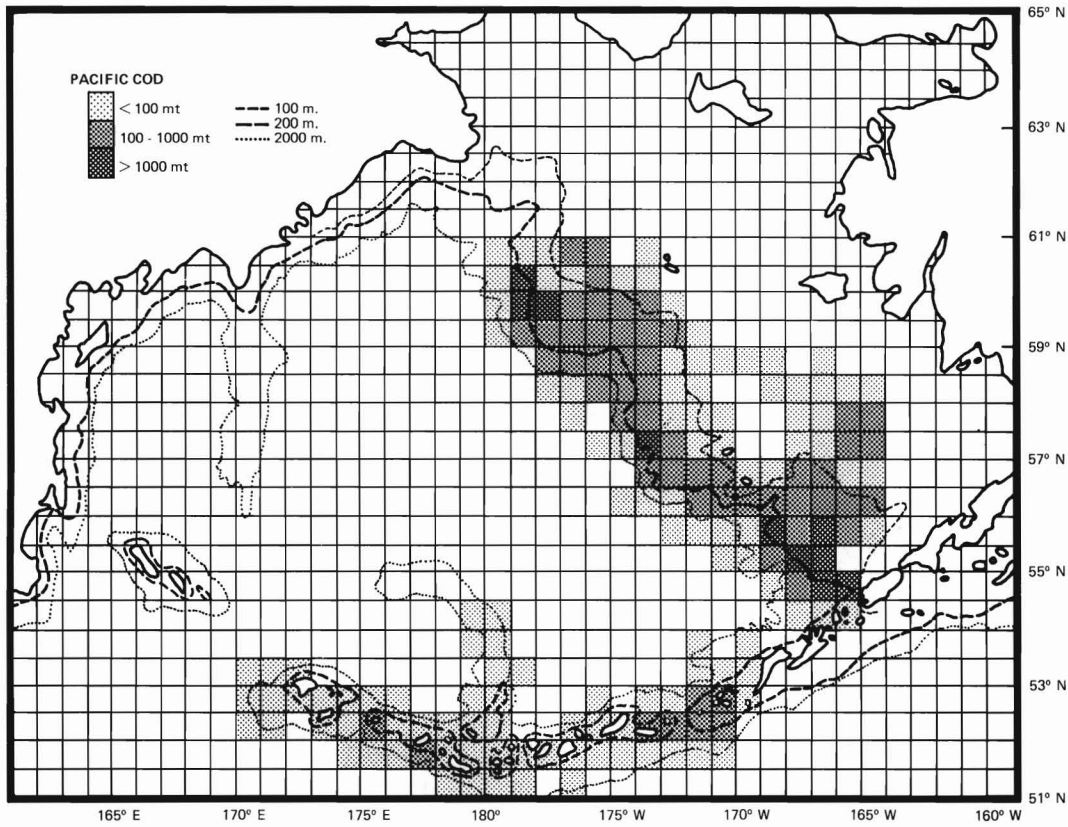 65° N
PACIFIC COD
< 100 mt
100 - 1000 mt
> 1000 mt
100 m.
200 m.
2000 m.
63° N
61° N
59° N
57° N
55° N
53° N
51° N
165° E
170° E
175° E
180°
175° W
170° W
165° W
160° W